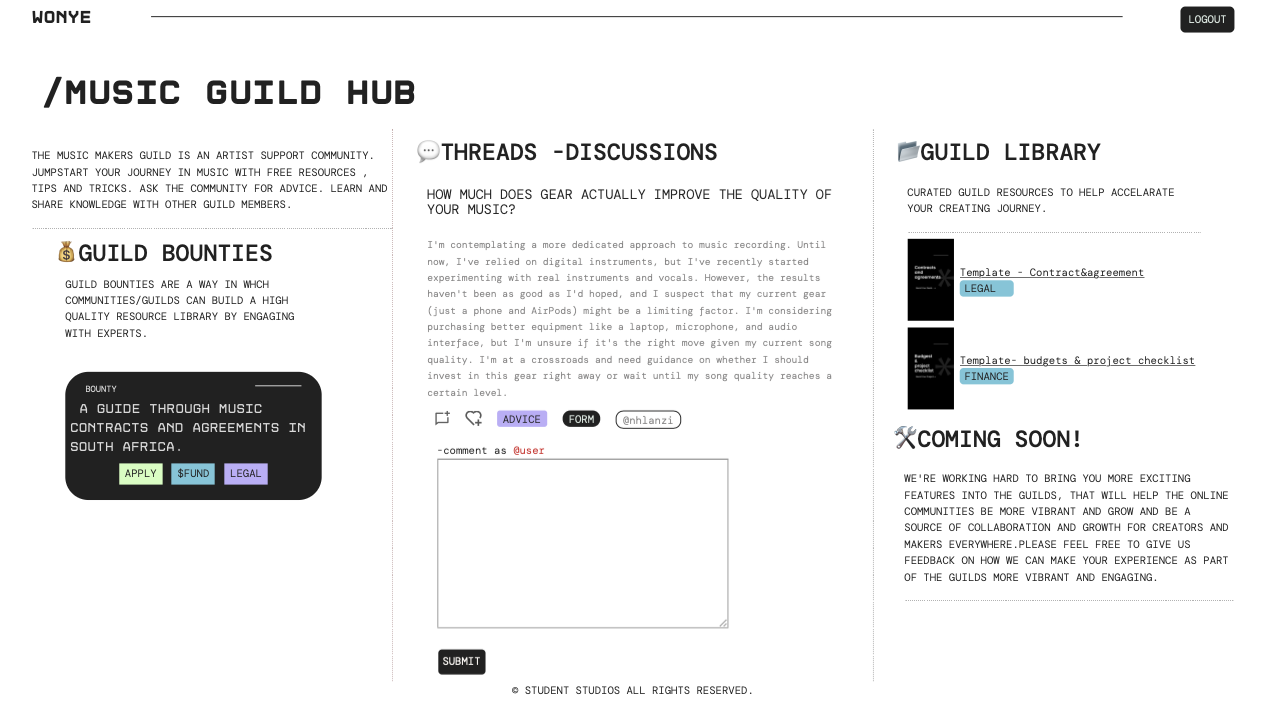 WONYE
LOGOUT
/MUSIC GUILD HUB
THE MUSIC MAKERS GUILD IS AN ARTIST SUPPORT COMMUNITY.
JUMPSTART YOUR JOURNEY IN MUSIC WITH FREE RESOURCES ,
TIPS AND TRICKS. ASK THE COMMUNITY FOR ADVICE. LEARN AND
SHARE KNOWLEDGE WITH OTHER GUILD MEMBERS.
GUILD BOUNTIES
GUILD BOUNTIES ARE A WAY IN WHCH
COMMUNITIES/GUILDS CAN BUILD A HIGH
QUALITY RESOURCE LIBRARY BY ENGAGING
WITH EXPERTS.
BOUNTY
A GUIDE THROUGH MUSIC
CONTRACTS AND AGREEMENTS IN
SOUTH AFRICA.
APPLY $FUND LEGAL
THREADS -DISCUSSIONS
HOW MUCH DOES GEAR ACTUALLY IMPROVE THE QUALITY OF
YOUR MUSIC?
I'm contemplating a more dedicated approach to music recording. Until
now, I've relied on digital instruments, but I've recently started
experimenting with real instruments and vocals. However, the results
haven't been as good as I'd hoped, and I suspect that my current gear
(just a phone and AirPods) might be a limiting factor. I'm considering
purchasing better equipment like a laptop, microphone, and audio
interface, but I'm unsure if it's the right move given my current song
quality. I'm at a crossroads and need guidance on whether I should
invest in this gear right away or wait until my song quality reaches a
certain level.
ADVICE FORM @nhlanzi
-comment as @user
SUBMIT
GUILD LIBRARY
CURATED GUILD RESOURCES TO HELP ACCELARATE
YOUR CREATING JOURNEY.
Contracts
and
agreements
Template - Contract&agreement
LEGAL
Budget
&
project
checklist
Template- budgets & project checklist
FINANCE
COMING SOON!
WE'RE WORKING HARD TO BRING YOU MORE EXCITING
FEATURES INTO THE GUILDS, THAT WILL HELP THE ONLINE
COMMUNITIES BE MORE VIBRANT AND GROW AND BE A
SOURCE OF COLLABORATION AND GROWTH FOR CREATORS AND
MAKERS EVERYWHERE.PLEASE FEEL FREE TO GIVE US
FEEDBACK ON HOW WE CAN MAKE YOUR EXPERIENCE AS PART
OF THE GUILDS MORE VIBRANT AND ENGAGING.
© STUDENT STUDIOS ALL RIGHTS RESERVED.